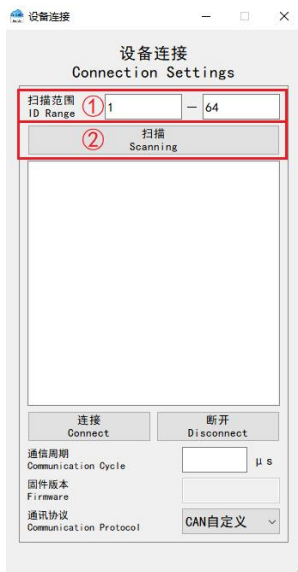 设备连接
设备连接
Connection Settings
扫描范围
ID Range
① 1 — 64
② 扫描
Scanning
连接
Connect
断开
Disconnect
通信周期
Communication Cycle
μs
固件版本
Firmware
通讯协议
Communication Protocol
CAN自定义